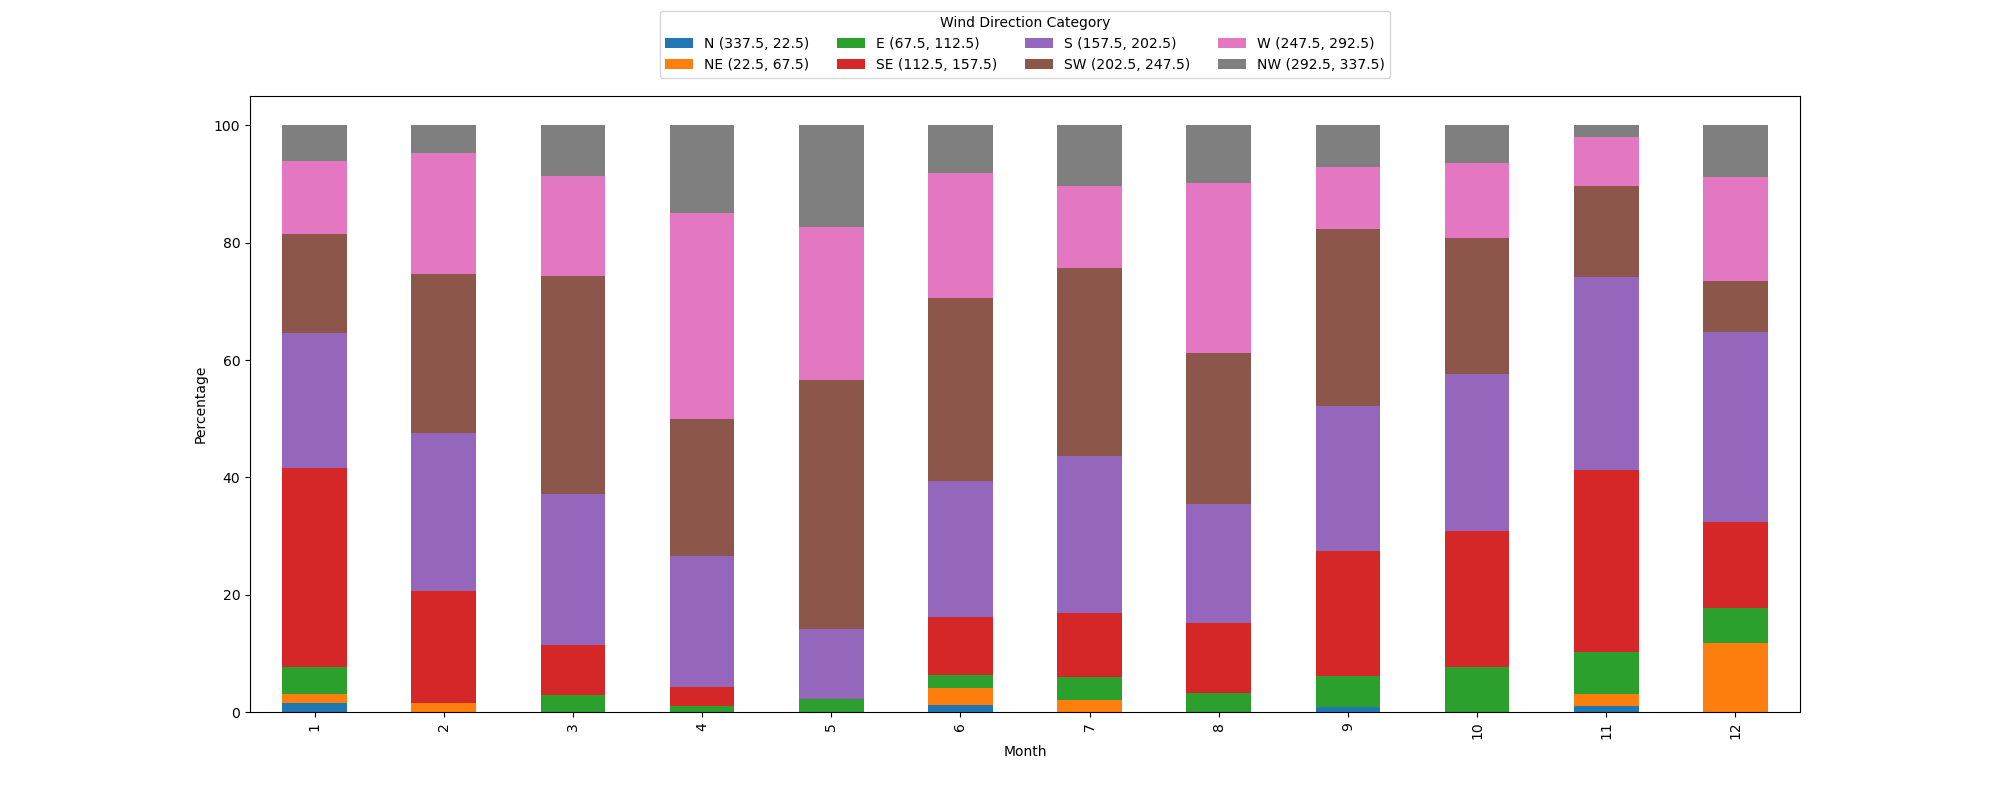 Wind Direction Category
N (337.5, 22.5) E (67.5, 112.5) S (157.5, 202.5) W (247.5, 292.5)
NE (22.5, 67.5) SE (112.5, 157.5) SW (202.5, 247.5) NW (292.5, 337.5)
100
80
60
40
20
0
Percentage
1 2 3 4 5 6 7 8 9 10 11 12
Month